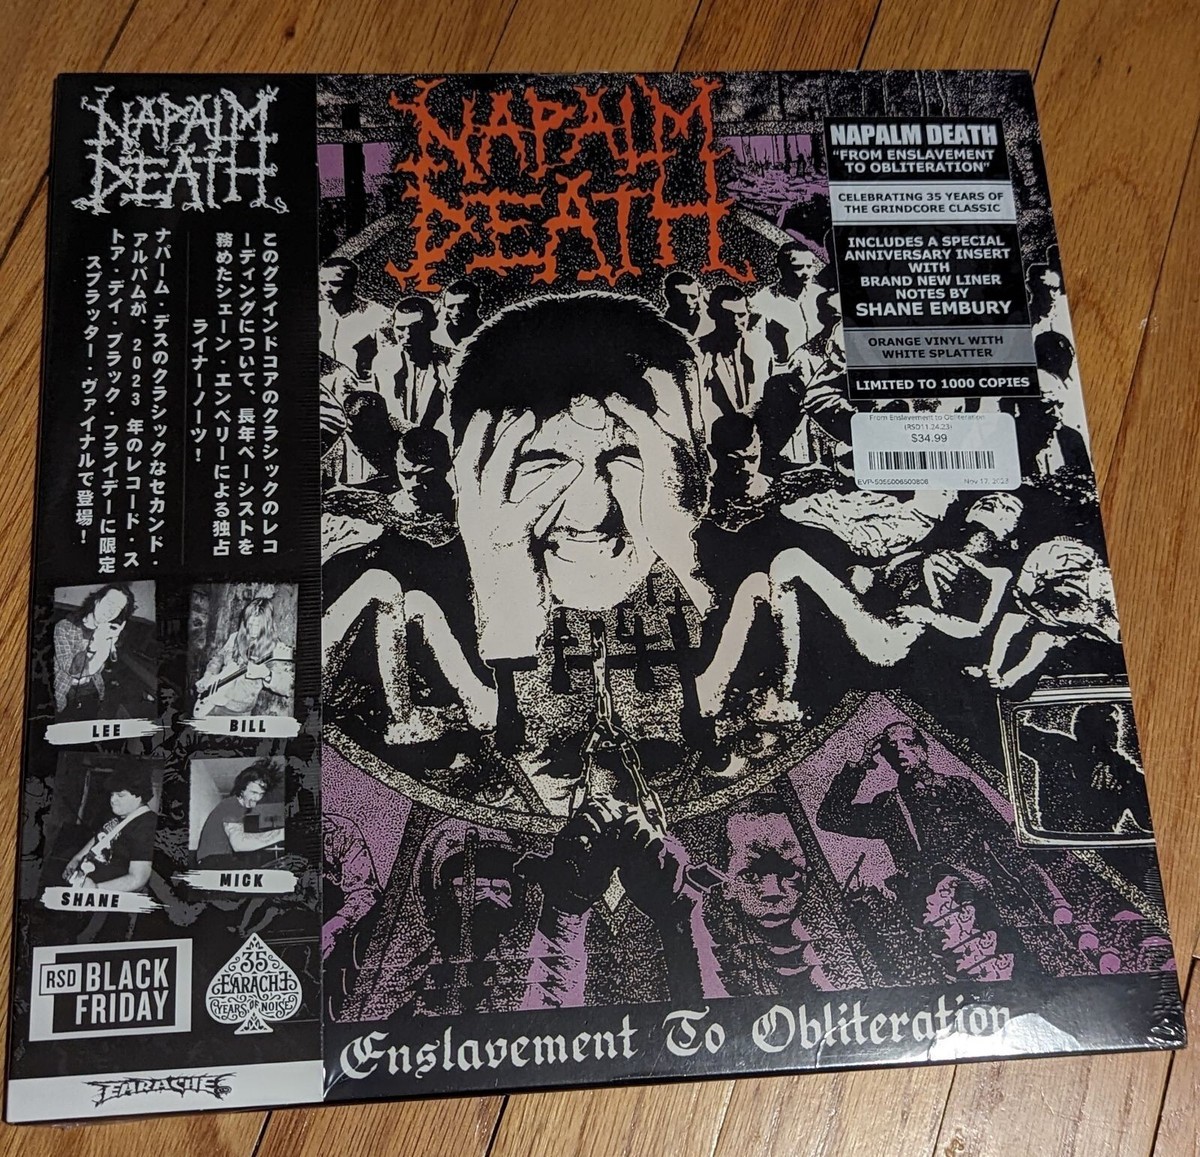 NAPALM
DEATH
このグラインドコアのクラシックのレコ
ーディングについて、長年ベーシストを
務めたシェーン・エンベリーによる独占
ライナーノーツ！
ナパーム・デスのクラシックなセカンド・
アルバムが、2023 年のレコード・ス
トア・デイ・ブラック・フライデーに限定
スプラッター・ヴァイナルで登場！
LEE
BILL
SHANE
MICK
RSD BLACK
FRIDAY
35
EARACHE
YEARS OF NOISE
EARACHE
NAPALM
DEATH
NAPALM DEATH
"FROM ENSLAVEMENT
TO OBLITERATION"
CELEBRATING 35 YEARS OF
THE GRINDCORE CLASSIC
INCLUDES A SPECIAL
ANNIVERSARY INSERT
WITH
BRAND NEW LINER
NOTES BY
SHANE EMBURY
ORANGE VINYL WITH
WHITE SPLATTER
LIMITED TO 1000 COPIES
From Enslavement to Obliteration
(RSD11.24.23)
$34.99
EVP-5055006500808 Nov 17, 2023
Enslavement To Obliteration